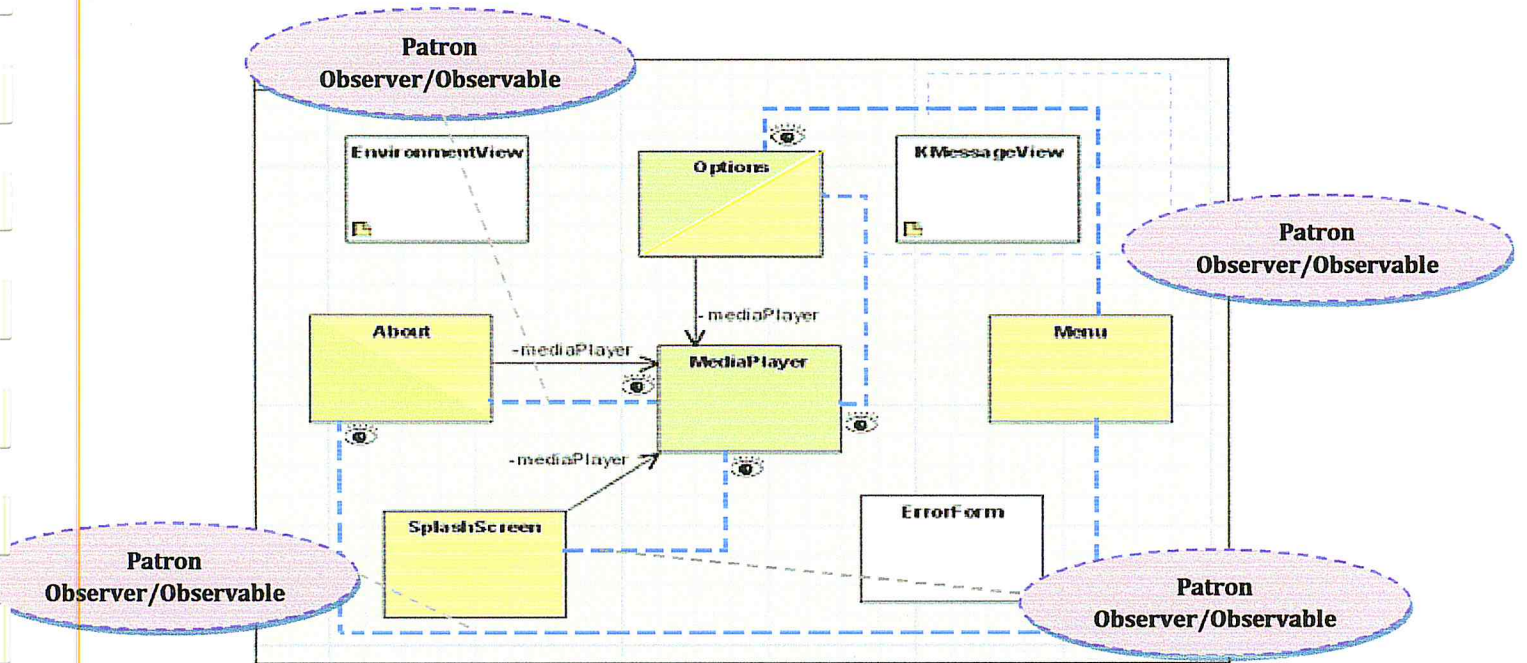 Patron
Observer/Observable
EnvironmentView
Options
KMessageView
Patron
Observer/Observable
-mediaPlayer
About
-mediaPlayer
MediaPlayer
Menu
-mediaPlayer
SplashScreen
ErrorForm
Patron
Observer/Observable
Patron
Observer/Observable